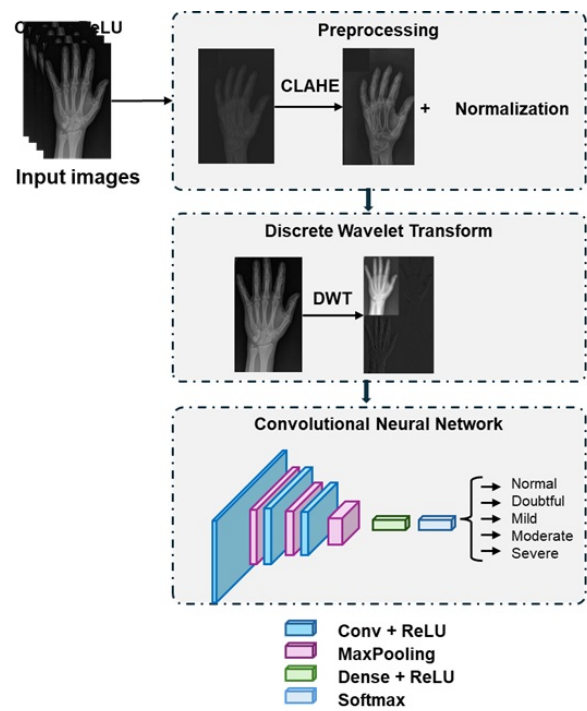 ReLU
Input images
Preprocessing
CLAHE
+
Normalization
Discrete Wavelet Transform
DWT
Convolutional Neural Network
Normal
Doubtful
Mild
Moderate
Severe
Conv + ReLU
MaxPooling
Dense + ReLU
Softmax